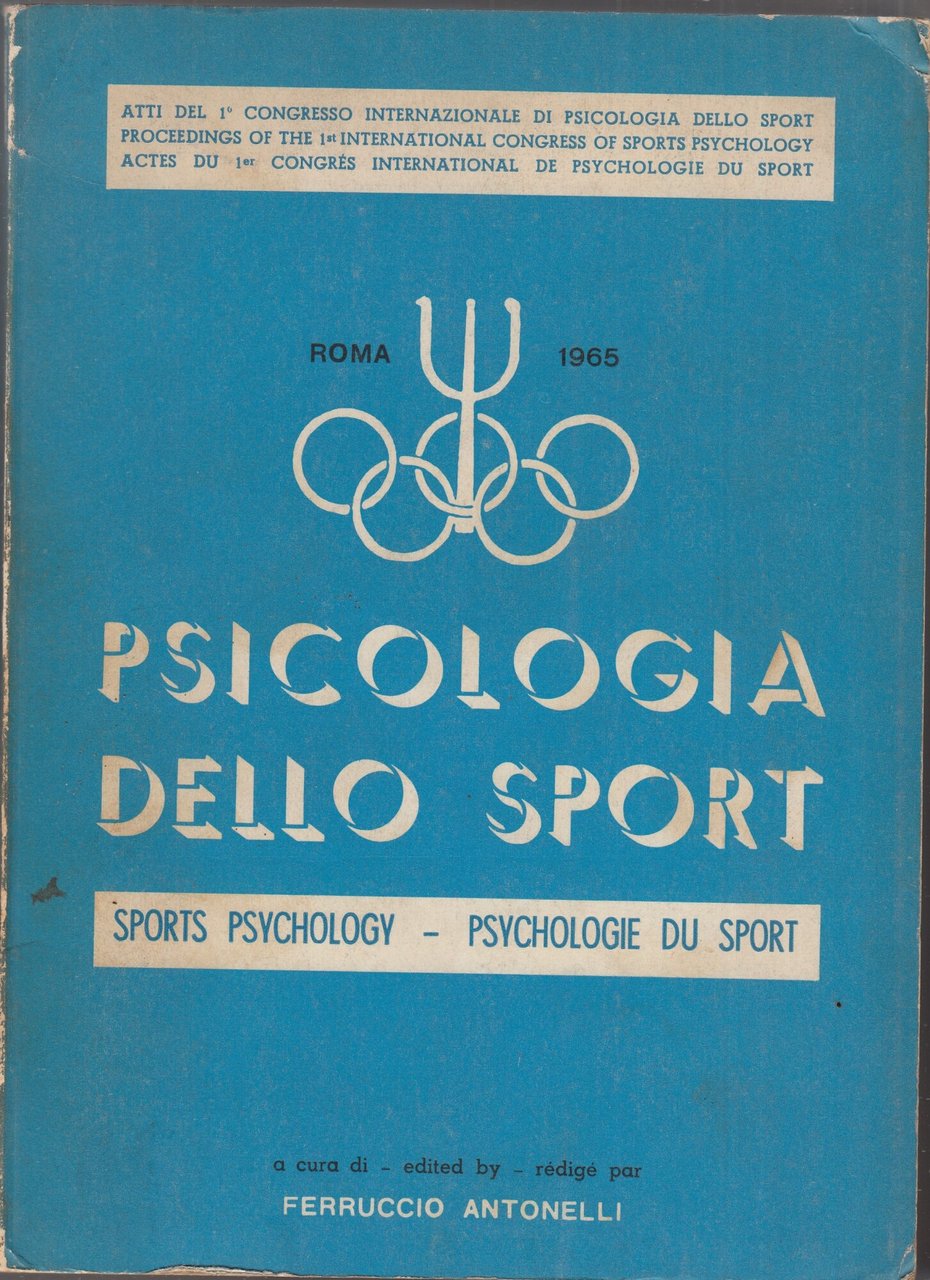 ATTI DEL 1° CONGRESSO INTERNAZIONALE DI PSICOLOGIA DELLO SPORT
PROCEEDINGS OF THE 1st INTERNATIONAL CONGRESS OF SPORTS PSYCHOLOGY
ACTES DU 1er CONGRÉS INTERNATIONAL DE PSYCHOLOGIE DU SPORT
ROMA 1965
PSICOLOGIA
DELLO SPORT
SPORTS PSYCHOLOGY – PSYCHOLOGIE DU SPORT
a cura di - edited by - rédigé par
FERRUCCIO ANTONELLI